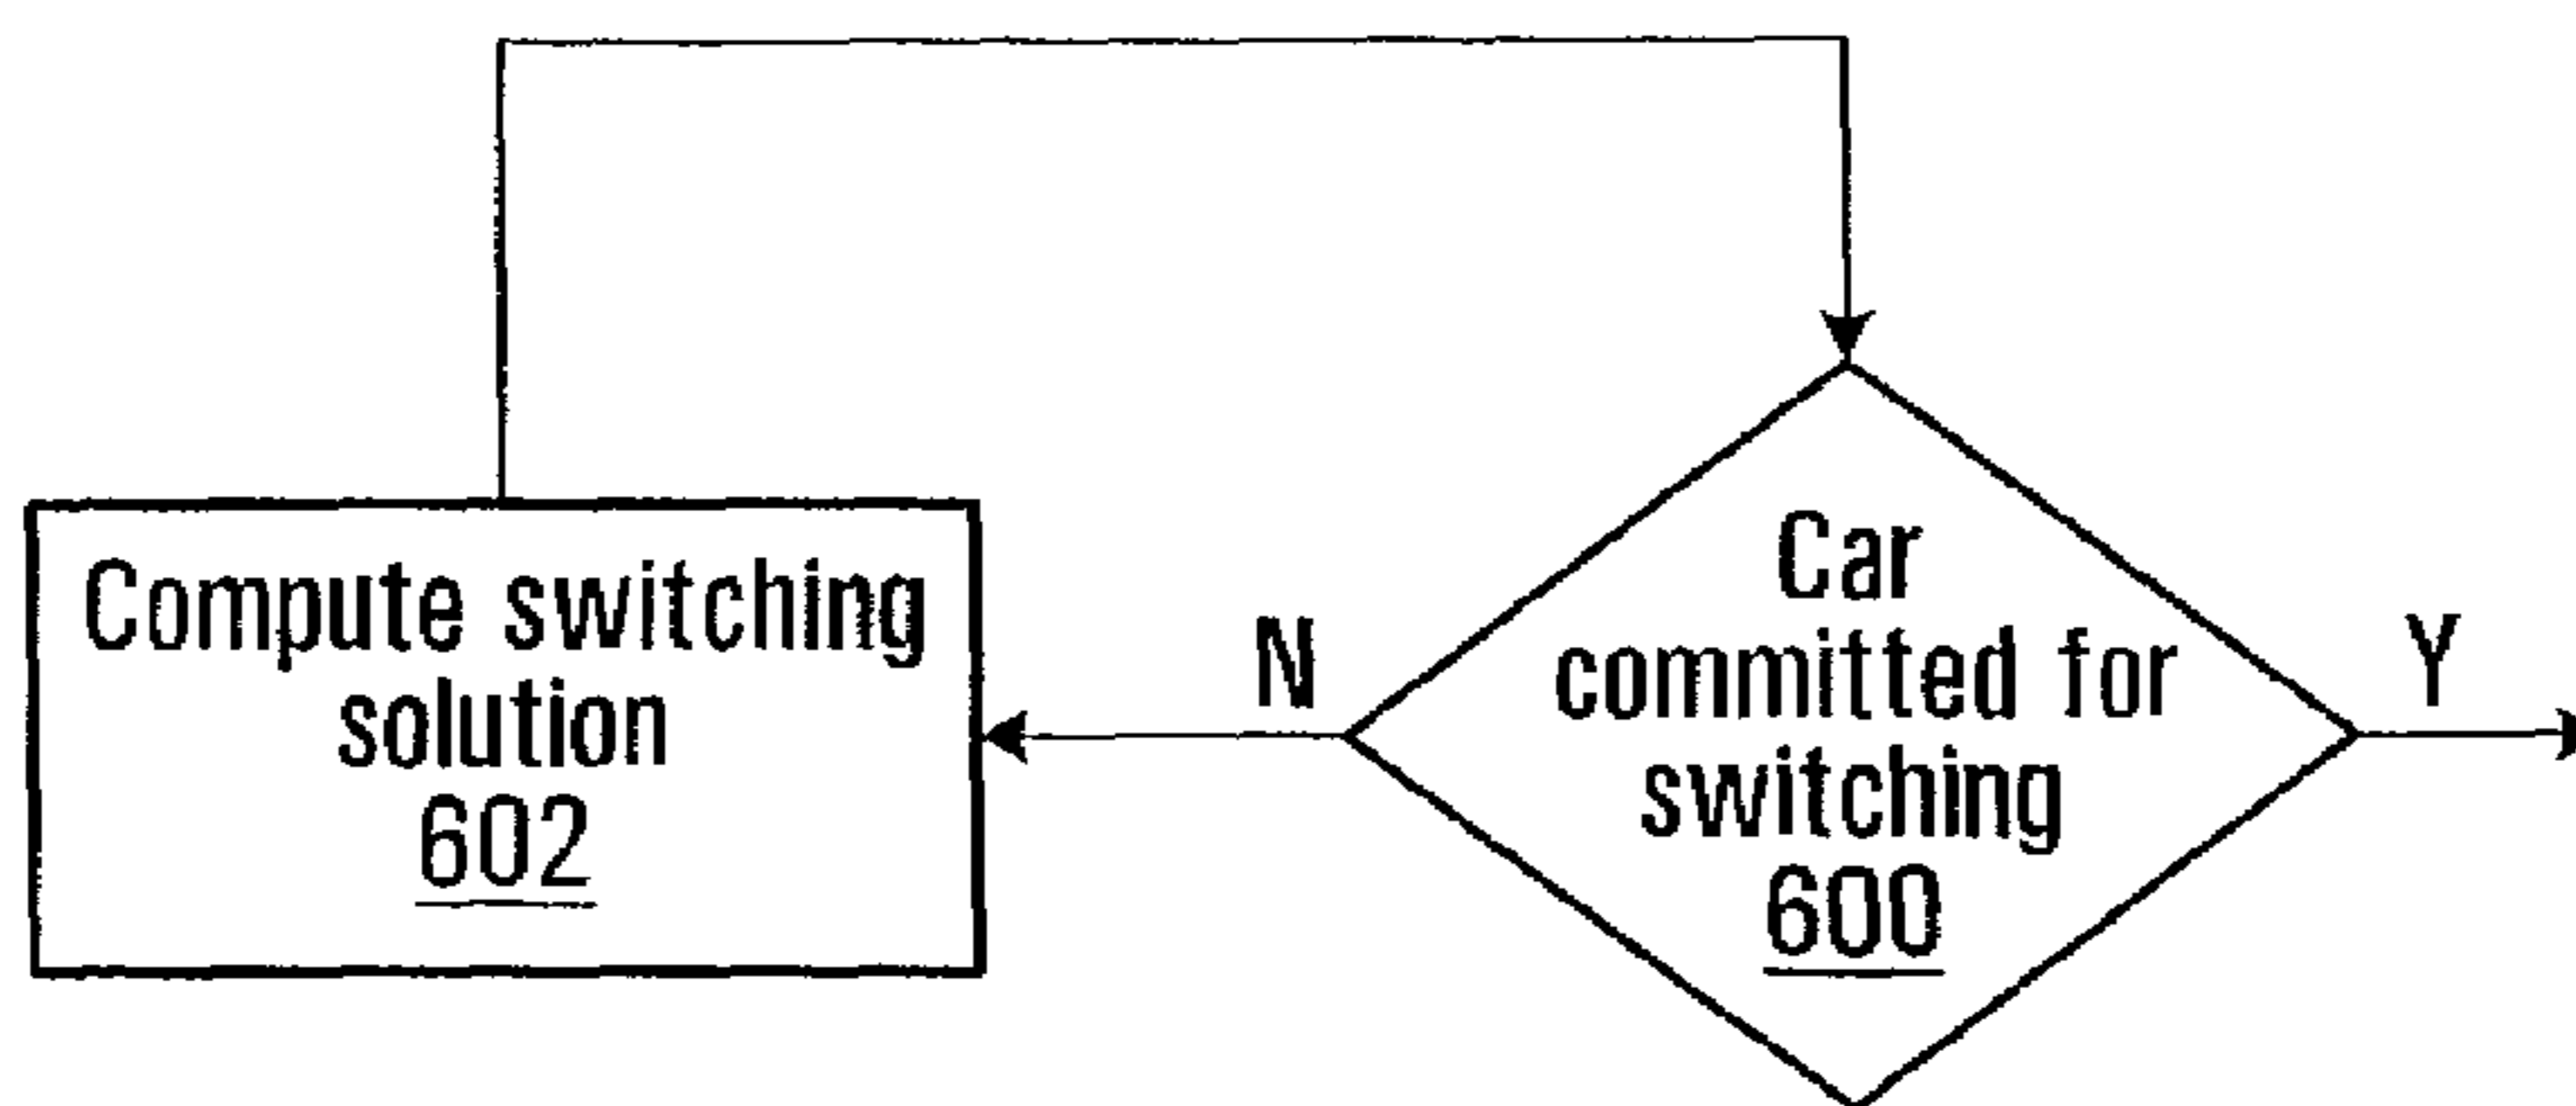 Compute switching
solution
602
N
Car
committed for
switching
600
Y